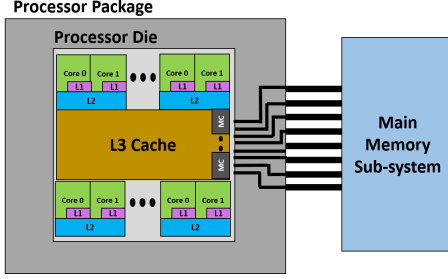 Processor Package
Processor Die
Core 0 Core 1 Core 0 Core 1
L1 L1 L1 L1
L2 L2
MC
L3 Cache
MC
Core 0 Core 1 Core 0 Core 1
L1 L1 L1 L1
L2 L2
Main
Memory
Sub-system